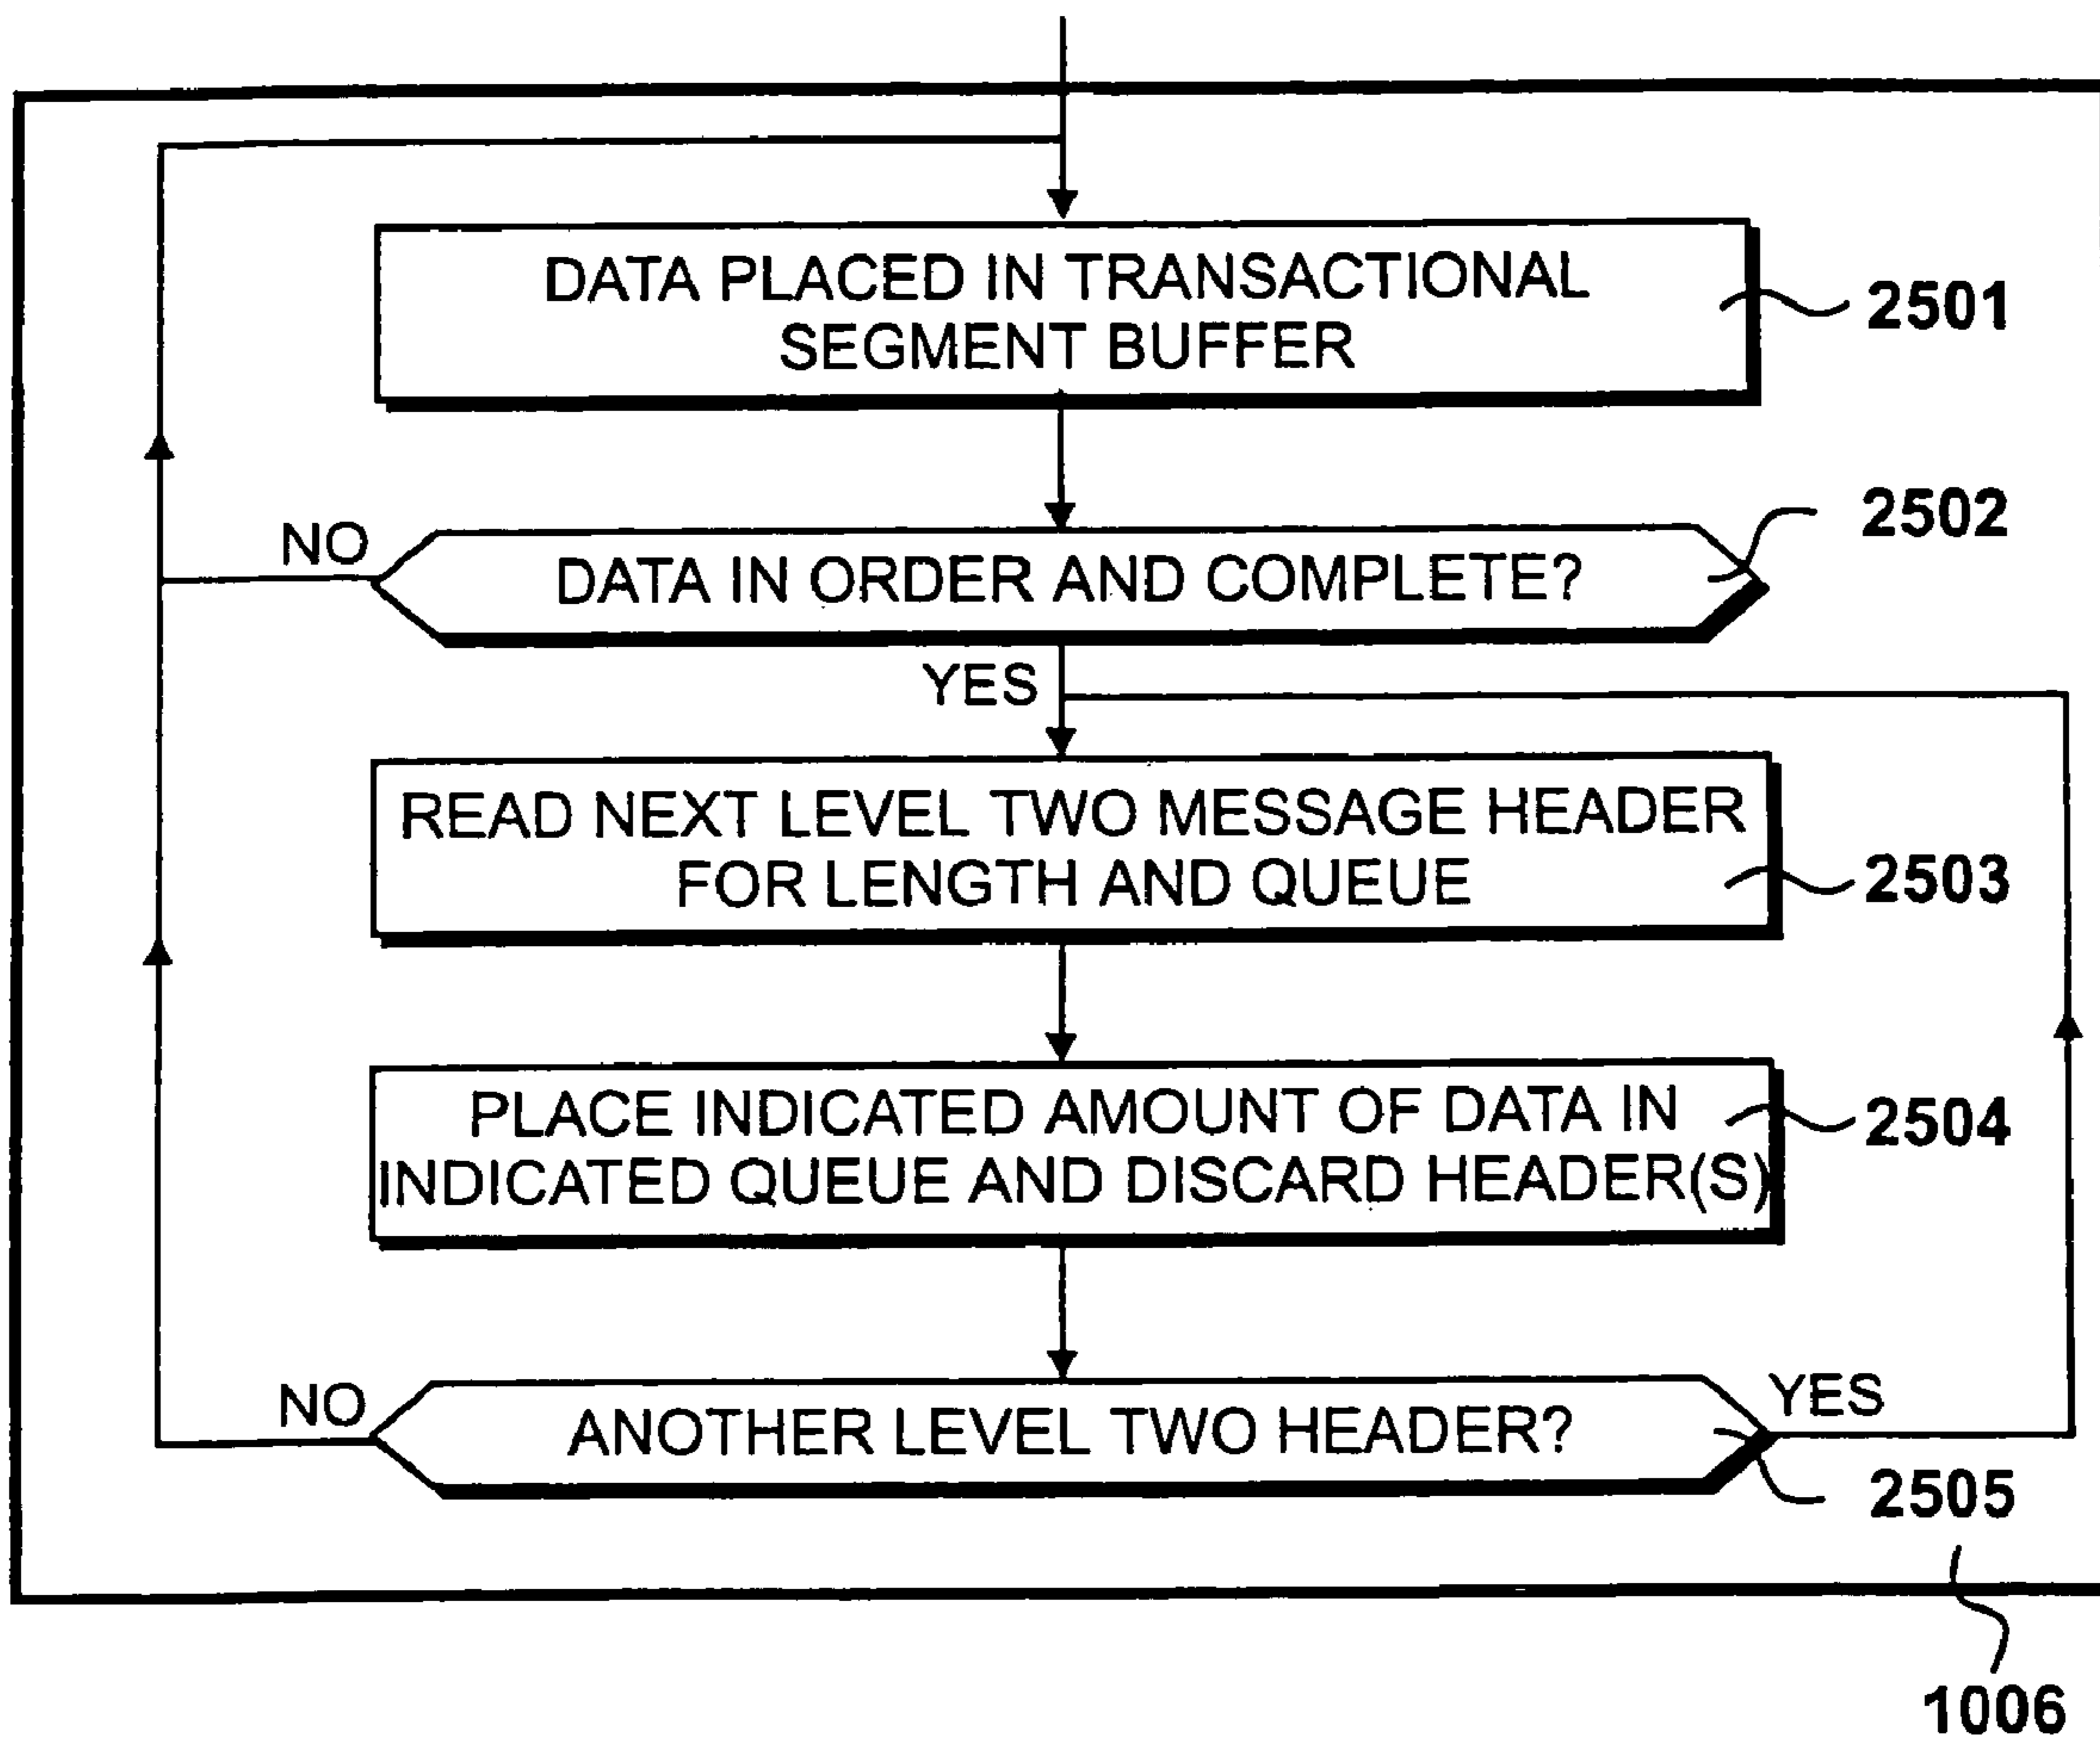 DATA PLACED IN TRANSACTIONAL
SEGMENT BUFFER
2501
2502
NO
DATA IN ORDER AND COMPLETE?
YES
READ NEXT LEVEL TWO MESSAGE HEADER
FOR LENGTH AND QUEUE
2503
PLACE INDICATED AMOUNT OF DATA IN
INDICATED QUEUE AND DISCARD HEADER(S)
2504
NO
ANOTHER LEVEL TWO HEADER?
YES
2505
1006